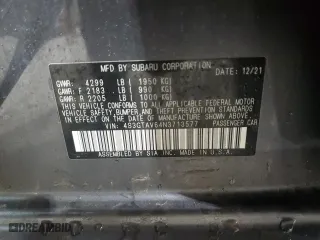 MFD BY SUBARU CORPORATION
12/21
GVWR: 4299 LB ( 1950 KG)
GAWR: F 2183 LB ( 990 KG)
GAWR: R 2205 LB ( 1000 KG)
THIS VEHICLE CONFORMS TO ALL APPLICABLE
FEDERAL MOTOR VEHICLE SAFETY, BUMPER, AND
THEFT PREVENTION STANDARDS IN EFFECT ON THE
DATE OF MANUFACTURE SHOWN ABOVE.
VIN: 4S3GTAV64N3713577
PASSENGER CAR
ASSEMBLED BY SIA INC. MADE IN U.S.A.